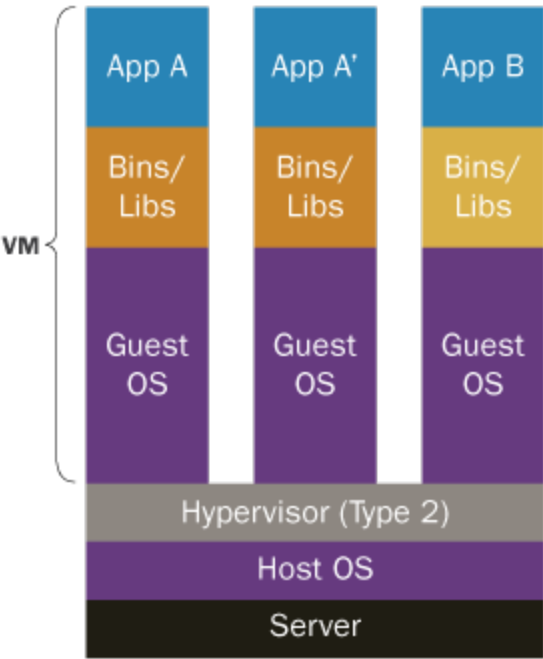 App A
App A’
App B
Bins/
Libs
Bins/
Libs
Bins/
Libs
VM
Guest
OS
Guest
OS
Guest
OS
Hypervisor (Type 2)
Host OS
Server